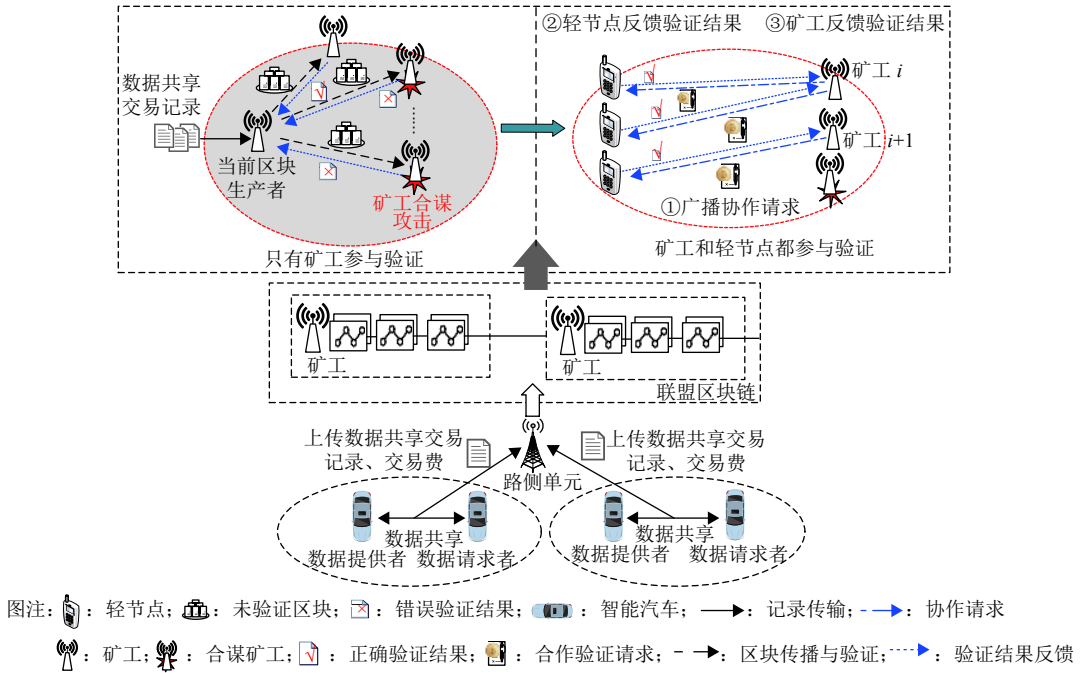 ②轻节点反馈验证结果 ③矿工反馈验证结果
数据共享
交易记录
当前区块
生产者
矿工合谋
攻击
只有矿工参与验证
矿工 i
矿工 i+1
①广播协作请求
矿工和轻节点都参与验证
矿工
矿工
联盟区块链
上传数据共享交易
记录、交易费
上传数据共享交易
记录、交易费
路侧单元
数据共享
数据提供者 数据请求者
数据共享
数据提供者 数据请求者
图注: : 轻节点; : 未验证区块; : 错误验证结果; : 智能汽车; : 记录传输; : 协作请求
: 矿工; : 合谋矿工; : 正确验证结果; : 合作验证请求; : 区块传播与验证; : 验证结果反馈